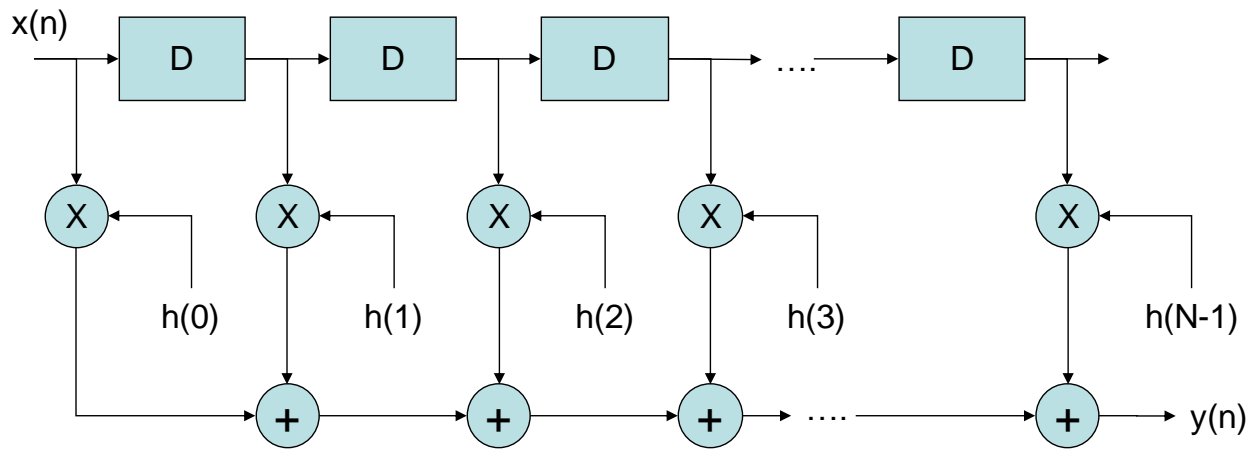 x(n)
D D D .... D
X X X X X
h(0) h(1) h(2) h(3) h(N-1)
+ + + .... + y(n)